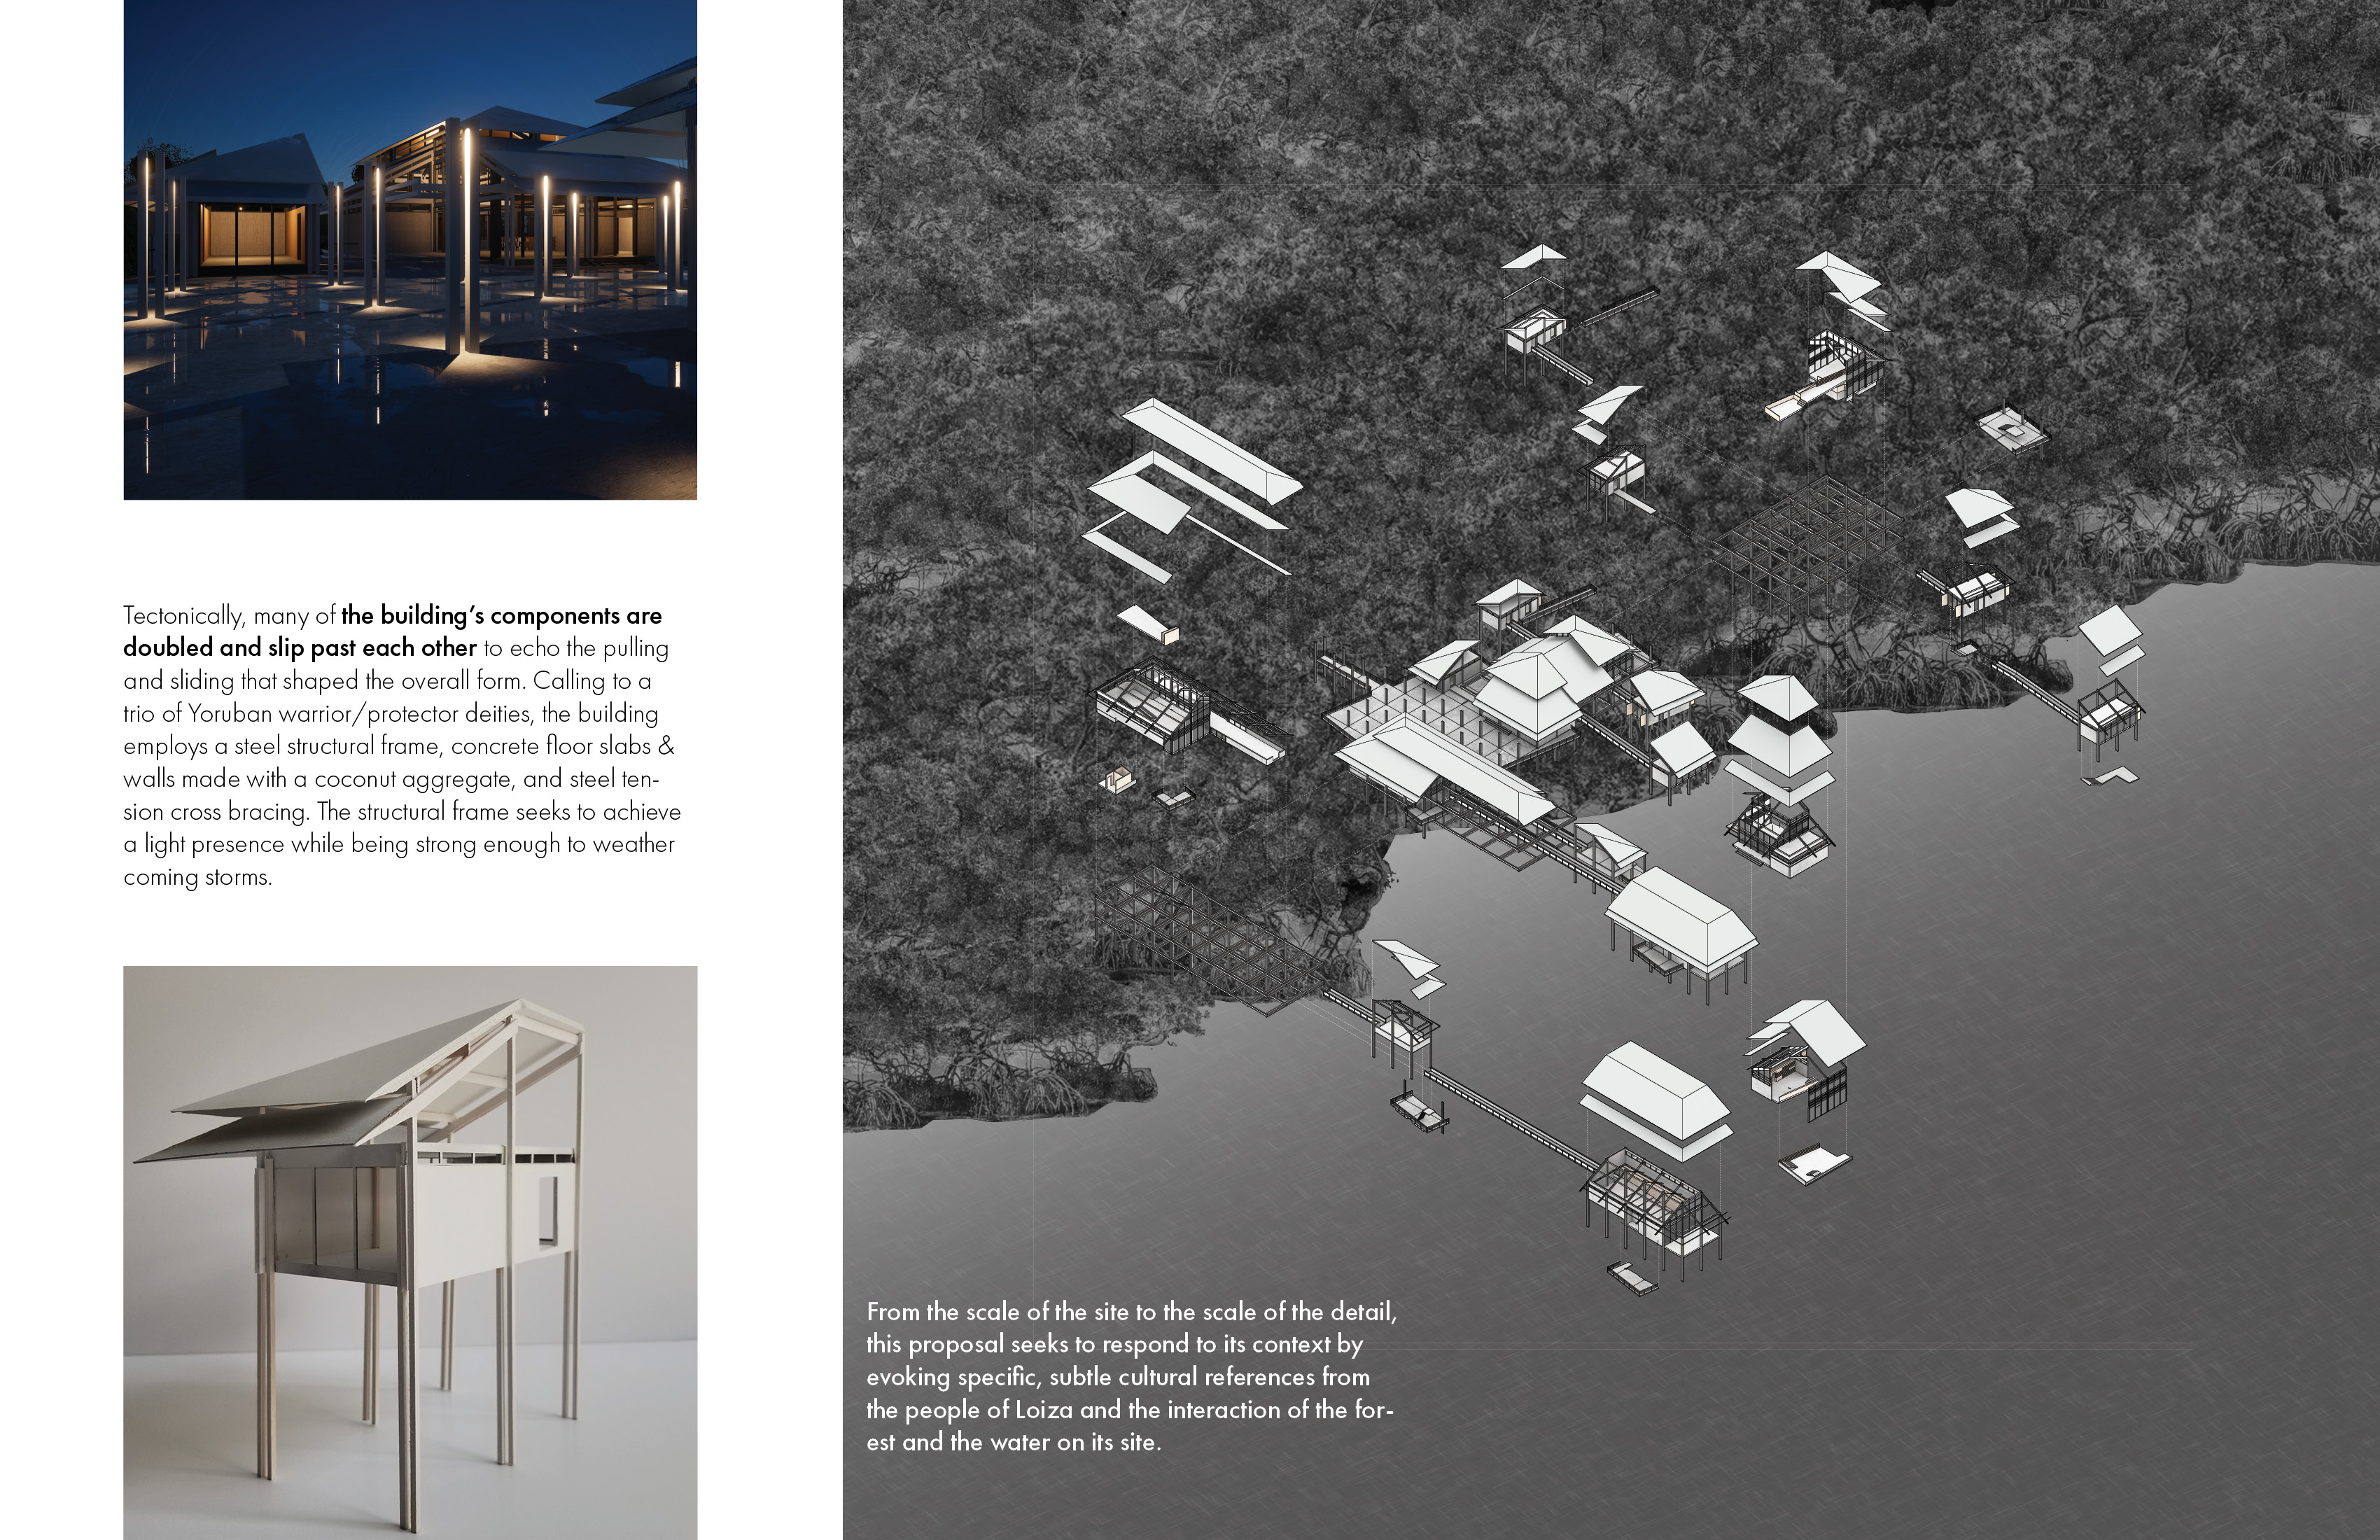 Tectonically, many of the building’s components are
doubled and slip past each other to echo the pulling
and sliding that shaped the overall form. Calling to a
trio of Yoruban warrior/protector deities, the building
employs a steel structural frame, concrete floor slabs &
walls made with a coconut aggregate, and steel ten-
sion cross bracing. The structural frame seeks to achieve
a light presence while being strong enough to weather
coming storms.
From the scale of the site to the scale of the detail,
this proposal seeks to respond to its context by
evoking specific, subtle cultural references from
the people of Loiza and the interaction of the for-
est and the water on its site.